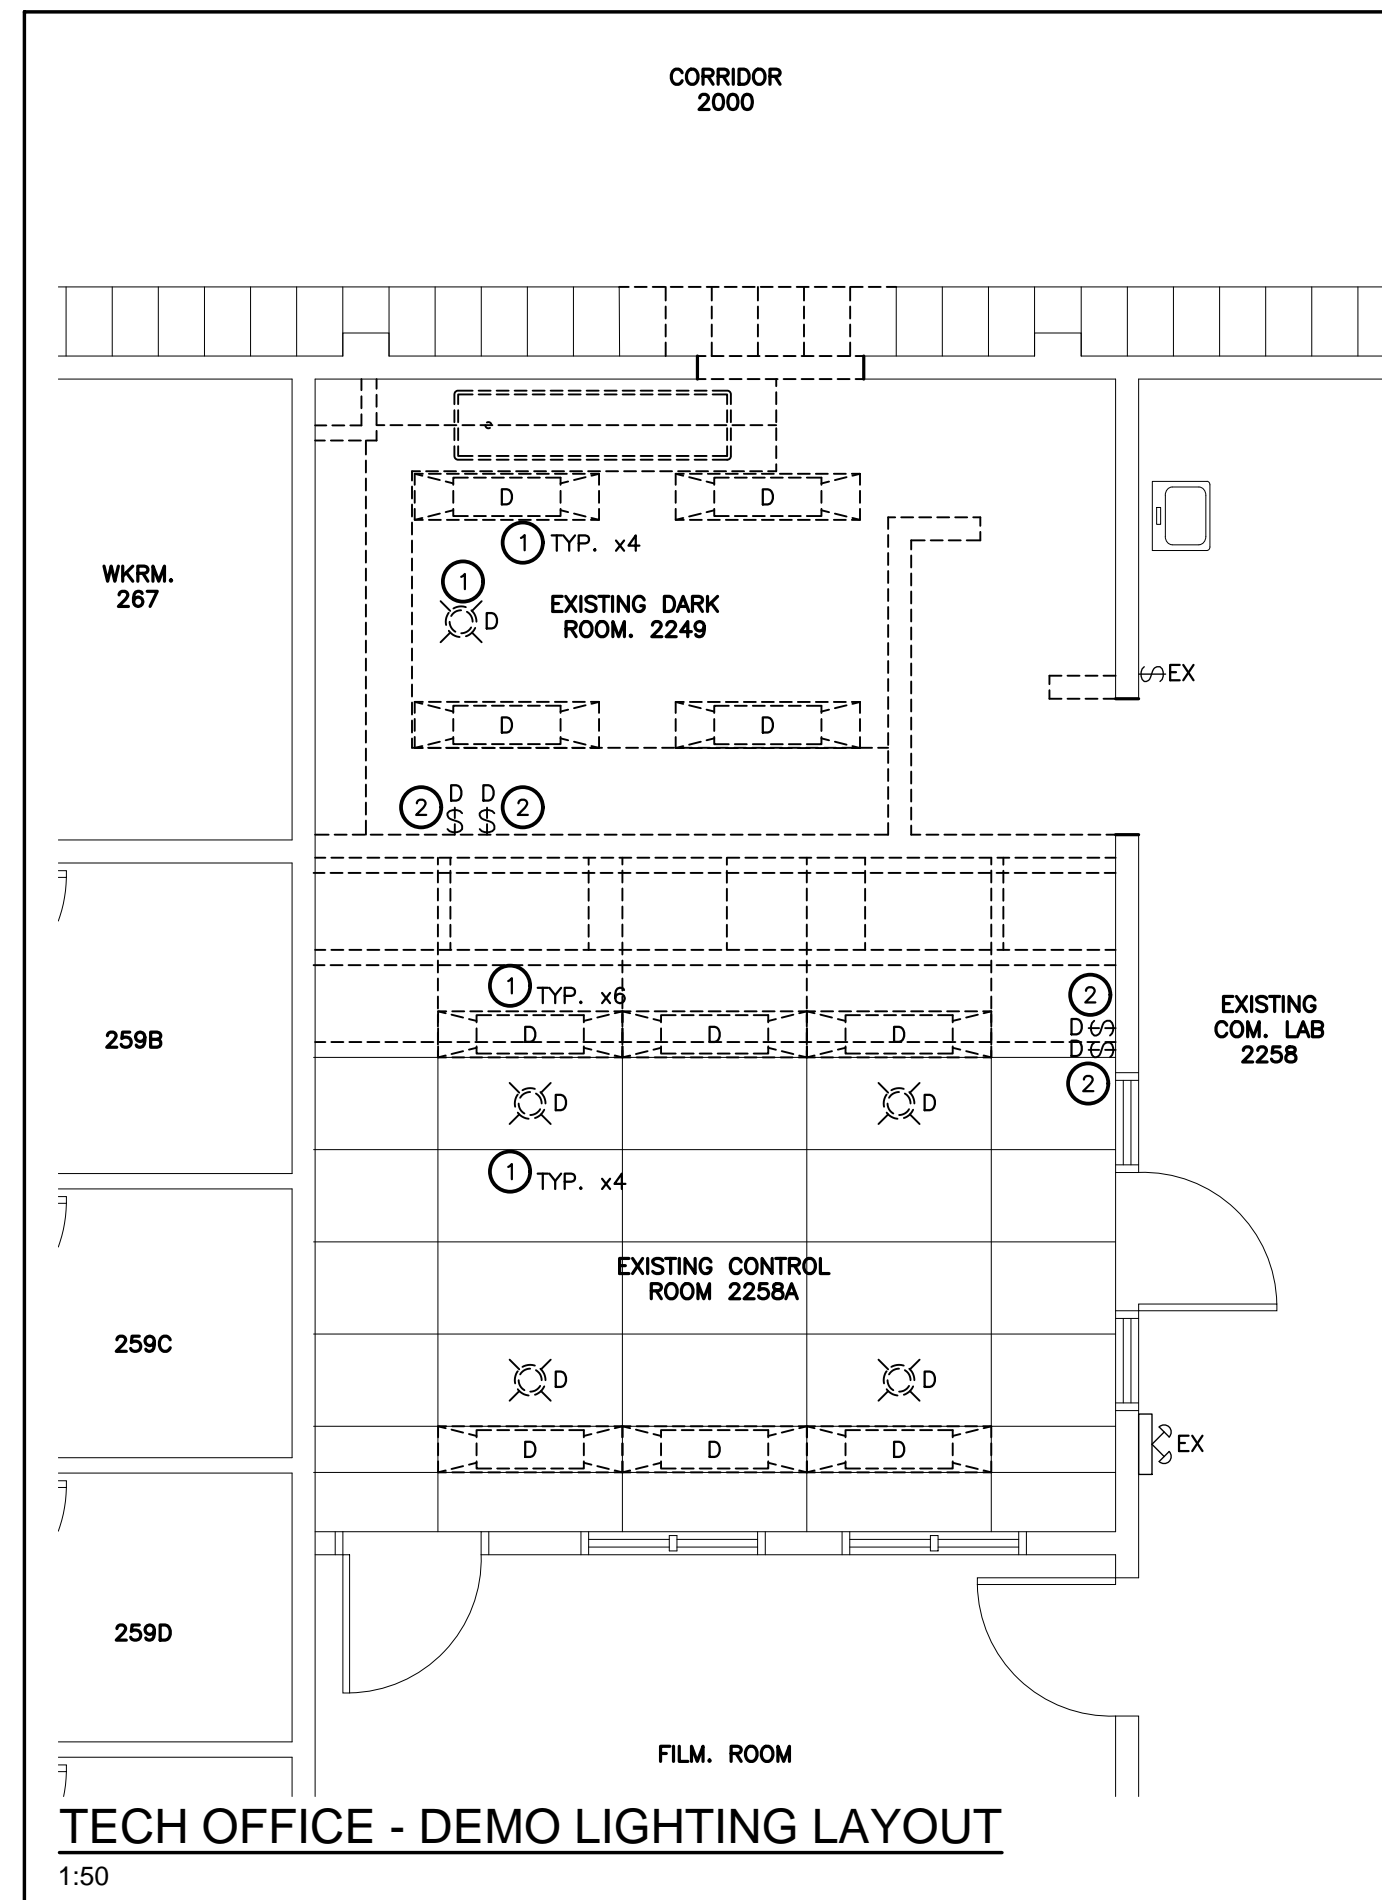 CORRIDOR
2000
D D
1 TYP. x4
WKRM.
267
1
D
EXISTING DARK
ROOM. 2249
EX
D D
2 D D 2
$ $
1 TYP. x6
2
D $
D $
2
D D D
259B
EXISTING
COM. LAB
2258
D D
1 TYP. x4
EXISTING CONTROL
ROOM 2258A
259C
D D
D D D
EX
259D
FILM. ROOM
TECH OFFICE - DEMO LIGHTING LAYOUT
1:50